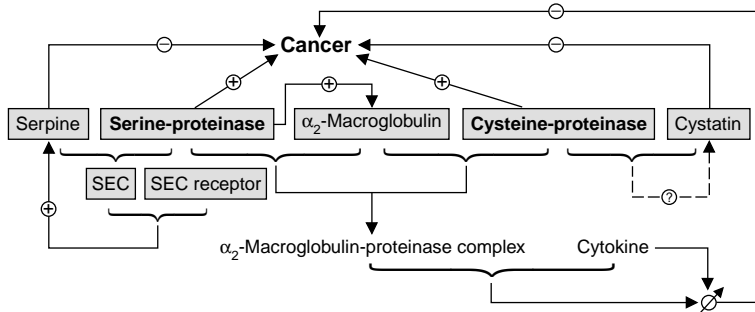 −
Cancer
− −
+ + +
Serpine Serine-proteinase α₂-Macroglobulin Cysteine-proteinase Cystatin
SEC SEC receptor
+ ?
α₂-Macroglobulin-proteinase complex Cytokine